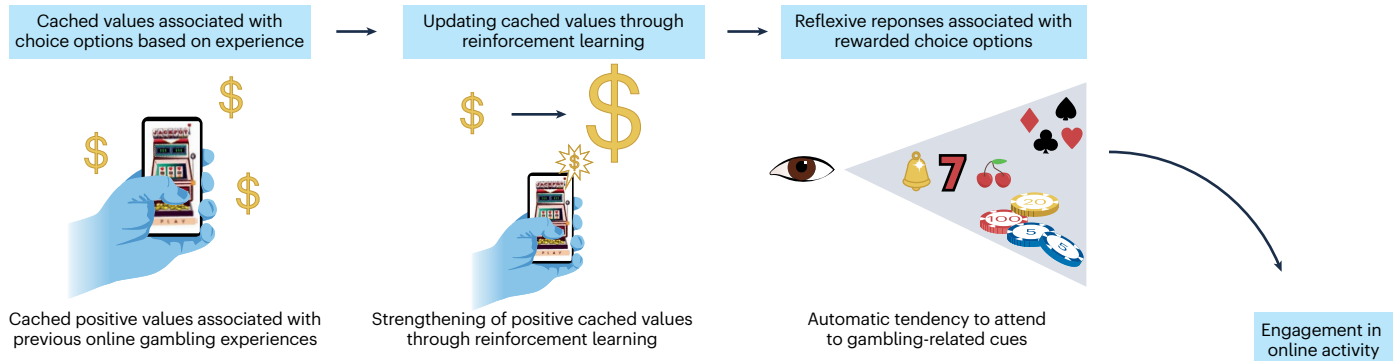 Cached values associated with
choice options based on experience
Updating cached values through
reinforcement learning
Reflexive reponses associated with
rewarded choice options
$
$
$
$
$
$
JACKPOT
PLAY
7
20
100
5
5
Cached positive values associated with
previous online gambling experiences
Strengthening of positive cached values
through reinforcement learning
Automatic tendency to attend
to gambling-related cues
Engagement in
online activity